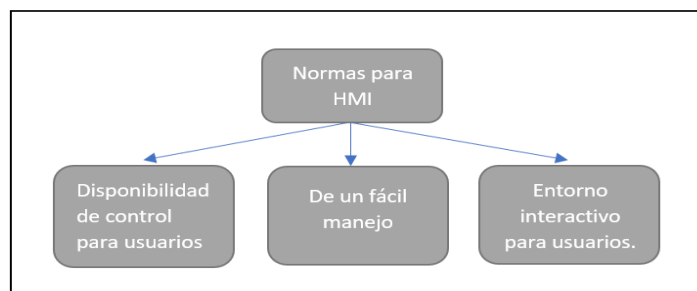 Normas para
HMI
Disponibilidad
de control
para usuarios
De un fácil
manejo
Entorno
interactivo
para usuarios.